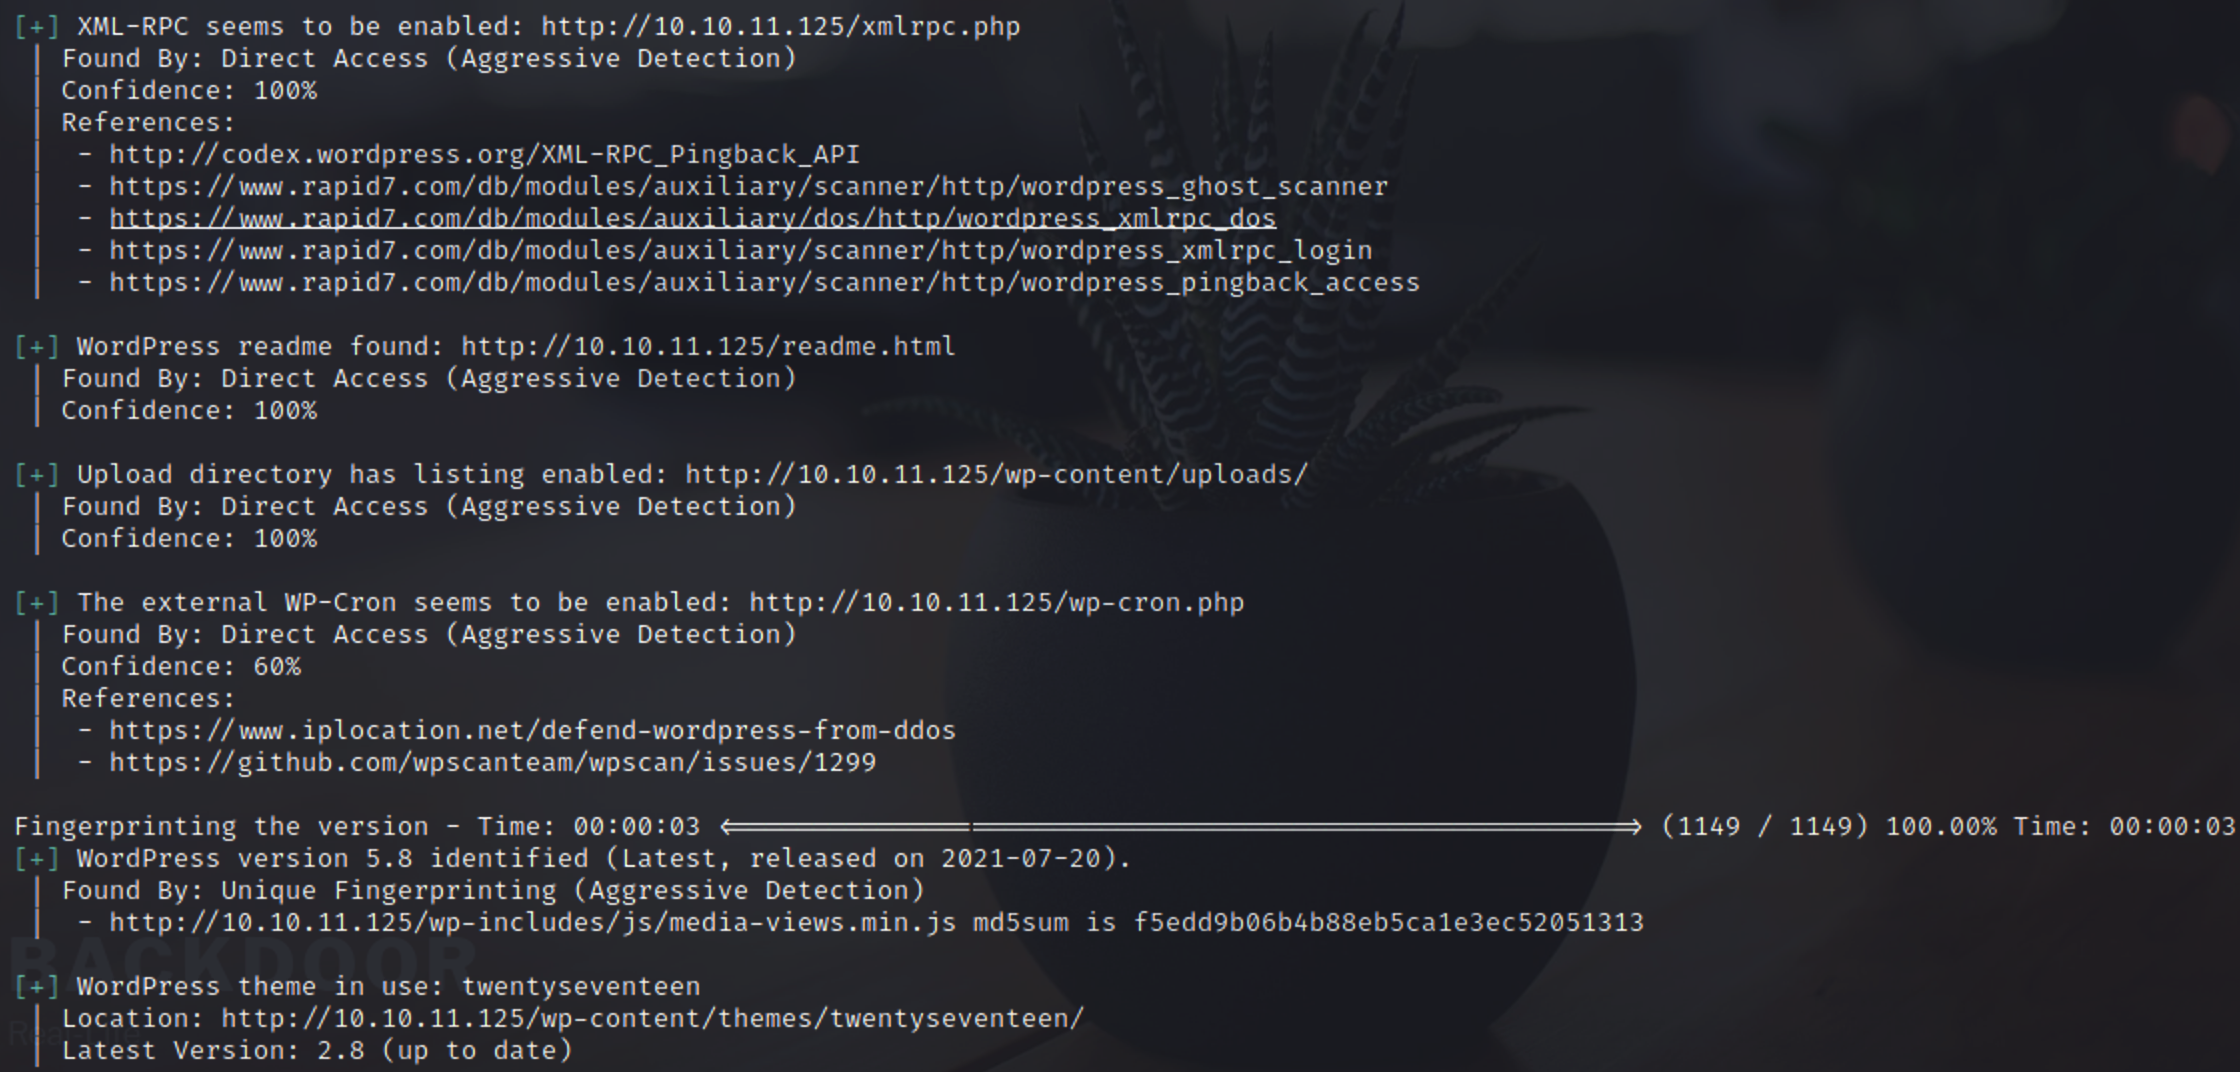 [+] XML-RPC seems to be enabled: http://10.10.11.125/xmlrpc.php
| Found By: Direct Access (Aggressive Detection)
| Confidence: 100%
| References:
|  - http://codex.wordpress.org/XML-RPC_Pingback_API
|  - https://www.rapid7.com/db/modules/auxiliary/scanner/http/wordpress_ghost_scanner
|  - https://www.rapid7.com/db/modules/auxiliary/dos/http/wordpress_xmlrpc_dos
|  - https://www.rapid7.com/db/modules/auxiliary/scanner/http/wordpress_xmlrpc_login
|  - https://www.rapid7.com/db/modules/auxiliary/scanner/http/wordpress_pingback_access
[+] WordPress readme found: http://10.10.11.125/readme.html
| Found By: Direct Access (Aggressive Detection)
| Confidence: 100%
[+] Upload directory has listing enabled: http://10.10.11.125/wp-content/uploads/
| Found By: Direct Access (Aggressive Detection)
| Confidence: 100%
[+] The external WP-Cron seems to be enabled: http://10.10.11.125/wp-cron.php
| Found By: Direct Access (Aggressive Detection)
| Confidence: 60%
| References:
|  - https://www.iplocation.net/defend-wordpress-from-ddos
|  - https://github.com/wpscanteam/wpscan/issues/1299
Fingerprinting the version - Time: 00:00:03 <==============> (1149 / 1149) 100.00% Time: 00:00:03
[+] WordPress version 5.8 identified (Latest, released on 2021-07-20).
| Found By: Unique Fingerprinting (Aggressive Detection)
|  - http://10.10.11.125/wp-includes/js/media-views.min.js md5sum is f5edd9b06b4b88eb5ca1e3ec52051313
BACKDOOR
[+] WordPress theme in use: twentyseventeen
| Location: http://10.10.11.125/wp-content/themes/twentyseventeen/
| Latest Version: 2.8 (up to date)